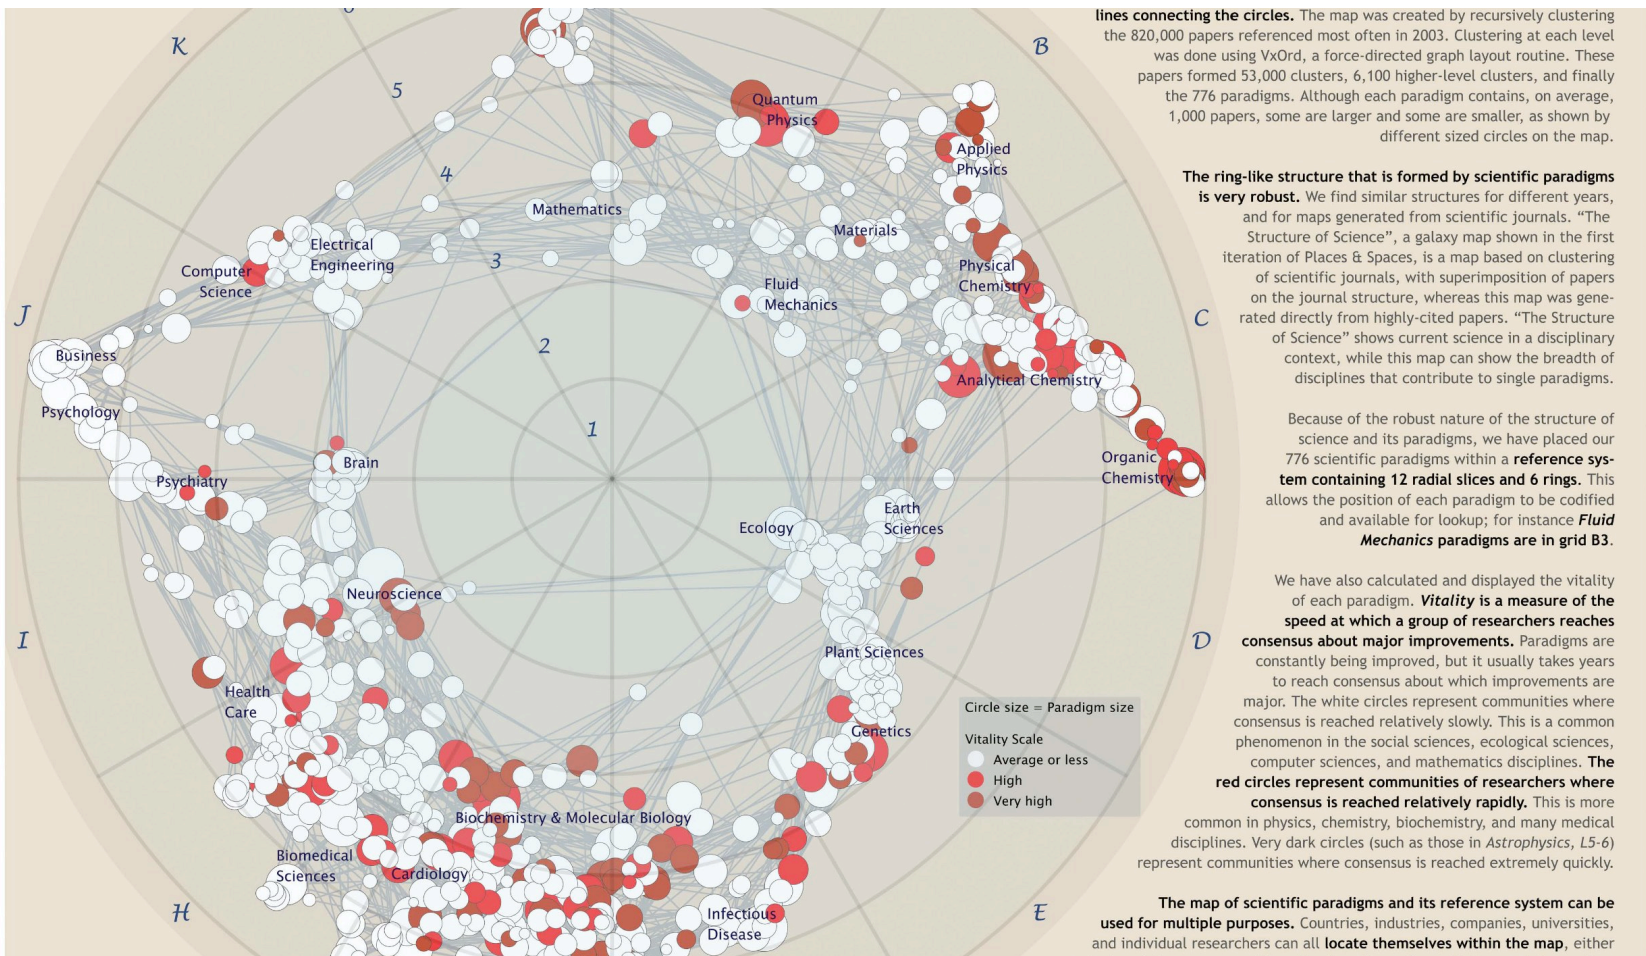 K
B
5
4
3
2
1
Quantum
Physics
Applied
Physics
Mathematics
Materials
Electrical
Engineering
Computer
Science
Physical
Chemistry
Fluid
Mechanics
J
C
Business
Psychology
Analytical Chemistry
Brain
Psychiatry
Organic
Chemistry
Ecology
Earth
Sciences
Neuroscience
I
D
Plant Sciences
Health
Care
Genetics
Circle size = Paradigm size
Vitality Scale
Average or less
High
Very high
Biochemistry & Molecular Biology
Biomedical
Sciences
Cardiology
Infectious
Disease
H
E
lines connecting the circles. The map was created by recursively clustering
the 820,000 papers referenced most often in 2003. Clustering at each level
was done using VxOrd, a force-directed graph layout routine. These
papers formed 53,000 clusters, 6,100 higher-level clusters, and finally
the 776 paradigms. Although each paradigm contains, on average,
1,000 papers, some are larger and some are smaller, as shown by
different sized circles on the map.
The ring-like structure that is formed by scientific paradigms
is very robust. We find similar structures for different years,
and for maps generated from scientific journals. “The
Structure of Science”, a galaxy map shown in the first
iteration of Places & Spaces, is a map based on clustering
of scientific journals, with superimposition of papers
on the journal structure, whereas this map was gene-
rated directly from highly-cited papers. “The Structure
of Science” shows current science in a disciplinary
context, while this map can show the breadth of
disciplines that contribute to single paradigms.
Because of the robust nature of the structure of
science and its paradigms, we have placed our
776 scientific paradigms within a reference sys-
tem containing 12 radial slices and 6 rings. This
allows the position of each paradigm to be codified
and available for lookup; for instance Fluid
Mechanics paradigms are in grid B3.
We have also calculated and displayed the vitality
of each paradigm. Vitality is a measure of the
speed at which a group of researchers reaches
consensus about major improvements. Paradigms are
constantly being improved, but it usually takes years
to reach consensus about which improvements are
major. The white circles represent communities where
consensus is reached relatively slowly. This is a common
phenomenon in the social sciences, ecological sciences,
computer sciences, and mathematics disciplines. The
red circles represent communities of researchers where
consensus is reached relatively rapidly. This is more
common in physics, chemistry, biochemistry, and many medical
disciplines. Very dark circles (such as those in Astrophysics, L5-6)
represent communities where consensus is reached extremely quickly.
The map of scientific paradigms and its reference system can be
used for multiple purposes. Countries, industries, companies, universities,
and individual researchers can all locate themselves within the map, either